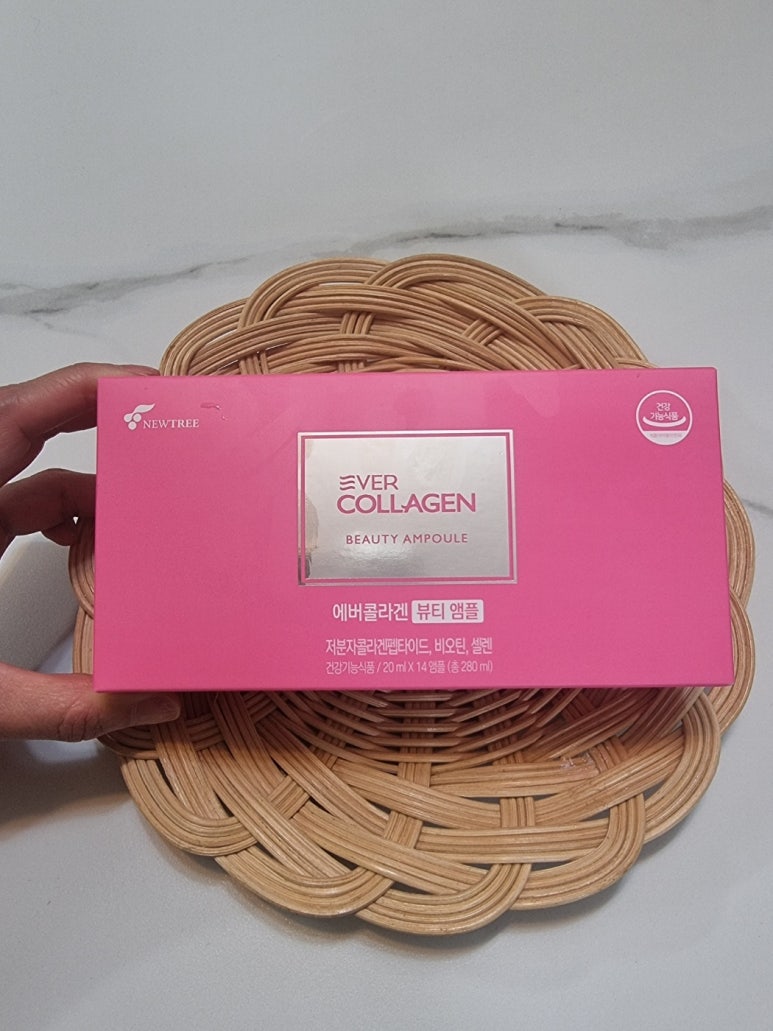 NEWTREE
건강
기능식품
EVER
COLLAGEN
BEAUTY AMPOULE
에버콜라겐 뷰티 앰플
저분자콜라겐펩타이드, 비오틴, 셀렌
건강기능식품 / 20 ml X 14 앰플 (총 280 ml)